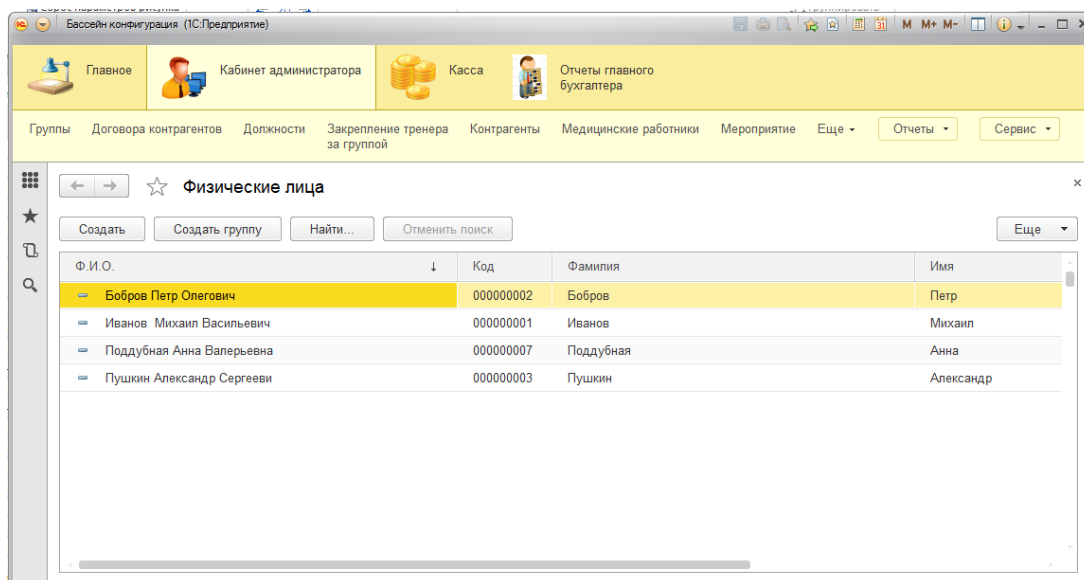 Бассейн конфигурация (1С:Предприятие)
31 M M+ M-
Главное
Кабинет администратора
Касса
Отчеты главного
бухгалтера
Группы Договора контрагентов Должности Закрепление тренера Контрагенты Медицинские работники Мероприятие Еще Отчеты Сервис
за группой
Физические лица
Создать Создать группу Найти... Отменить поиск Еще
Ф.И.О. ↓ Код Фамилия Имя
Бобров Петр Олегович 000000002 Бобров Петр
Иванов Михаил Васильевич 000000001 Иванов Михаил
Поддубная Анна Валерьевна 000000007 Поддубная Анна
Пушкин Александр Сергееви 000000003 Пушкин Александр